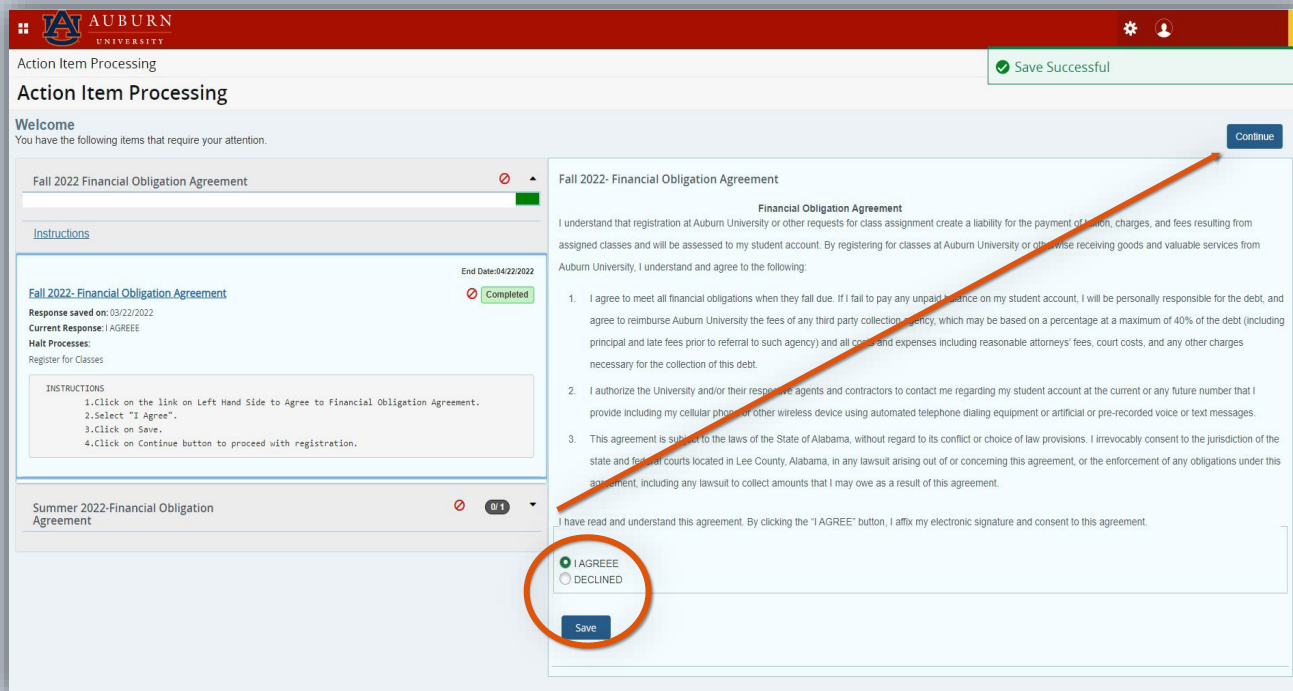 AUBURN
UNIVERSITY
Action Item Processing
Save Successful
Action Item Processing
Welcome
You have the following items that require your attention.
Continue
Fall 2022 Financial Obligation Agreement
Instructions
End Date:04/22/2022
Fall 2022- Financial Obligation Agreement
Completed
Response saved on: 03/22/2022
Current Response: I AGREEE
Halt Processes:
Register for Classes
INSTRUCTIONS
1.Click on the link on Left Hand Side to Agree to Financial Obligation Agreement.
2.Select "I Agree".
3.Click on Save.
4.Click on Continue button to proceed with registration.
Summer 2022-Financial Obligation
Agreement
0/ 1
Fall 2022- Financial Obligation Agreement
Financial Obligation Agreement
I understand that registration at Auburn University or other requests for class assignment create a liability for the payment of tuition, charges, and fees resulting from
assigned classes and will be assessed to my student account. By registering for classes at Auburn University or otherwise receiving goods and valuable services from
Auburn University, I understand and agree to the following:
1. I agree to meet all financial obligations when they fall due. If I fail to pay any unpaid balance on my student account, I will be personally responsible for the debt, and
agree to reimburse Auburn University the fees of any third party collection agency, which may be based on a percentage at a maximum of 40% of the debt (including
principal and late fees prior to referral to such agency) and all costs and expenses including reasonable attorneys' fees, court costs, and any other charges
necessary for the collection of this debt.
2. I authorize the University and/or their respective agents and contractors to contact me regarding my student account at the current or any future number that I
provide including my cellular phone or other wireless device using automated telephone dialing equipment or artificial or pre-recorded voice or text messages.
3. This agreement is subject to the laws of the State of Alabama, without regard to its conflict or choice of law provisions. I irrevocably consent to the jurisdiction of the
state and federal courts located in Lee County, Alabama, in any lawsuit arising out of or concerning this agreement, or the enforcement of any obligations under this
agreement, including any lawsuit to collect amounts that I may owe as a result of this agreement.
I have read and understand this agreement. By clicking the "I AGREE" button, I affix my electronic signature and consent to this agreement.
I AGREEE
DECLINED
Save